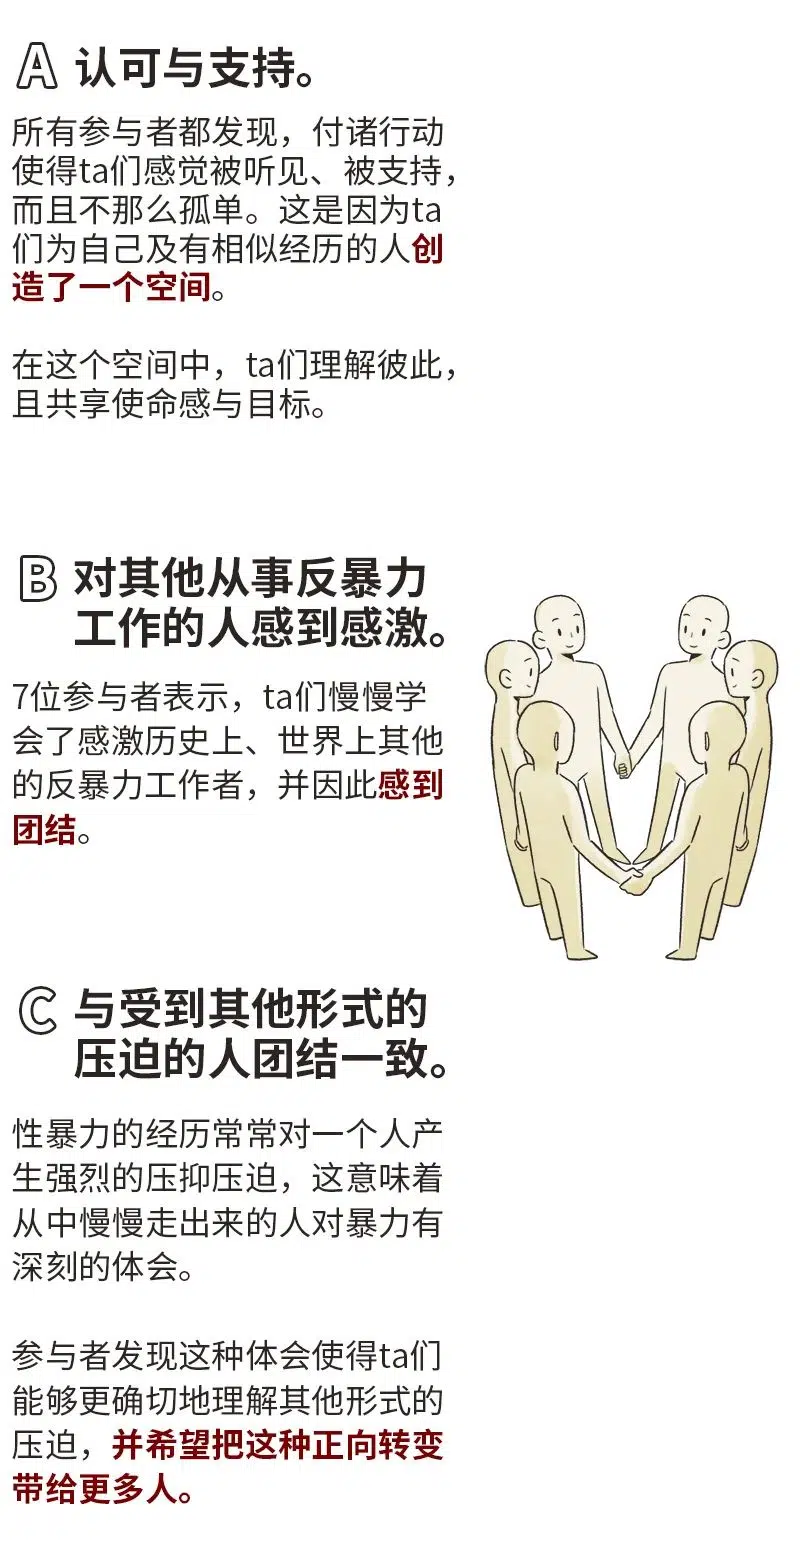 A 认可与支持。
所有参与者都发现，付诸行动
使得ta们感觉被听见、被支持，
而且不那么孤单。这是因为ta
们为自己及有相似经历的人创
造了一个空间。
在这个空间中，ta们理解彼此，
且共享使命感与目标。
B 对其他从事反暴力
工作的人感到感激。
7位参与者表示，ta们慢慢学
会了感激历史上、世界上其他
的反暴力工作者，并因此感到
团结。
C 与受到其他形式的
压迫的人团结一致。
性暴力的经历常常对一个人产
生强烈的压抑压迫，这意味着
从中慢慢走出来的人对暴力有
深刻的体会。
参与者发现这种体会使得ta们
能够更确切地理解其他形式的
压迫，并希望把这种正向转变
带给更多人。